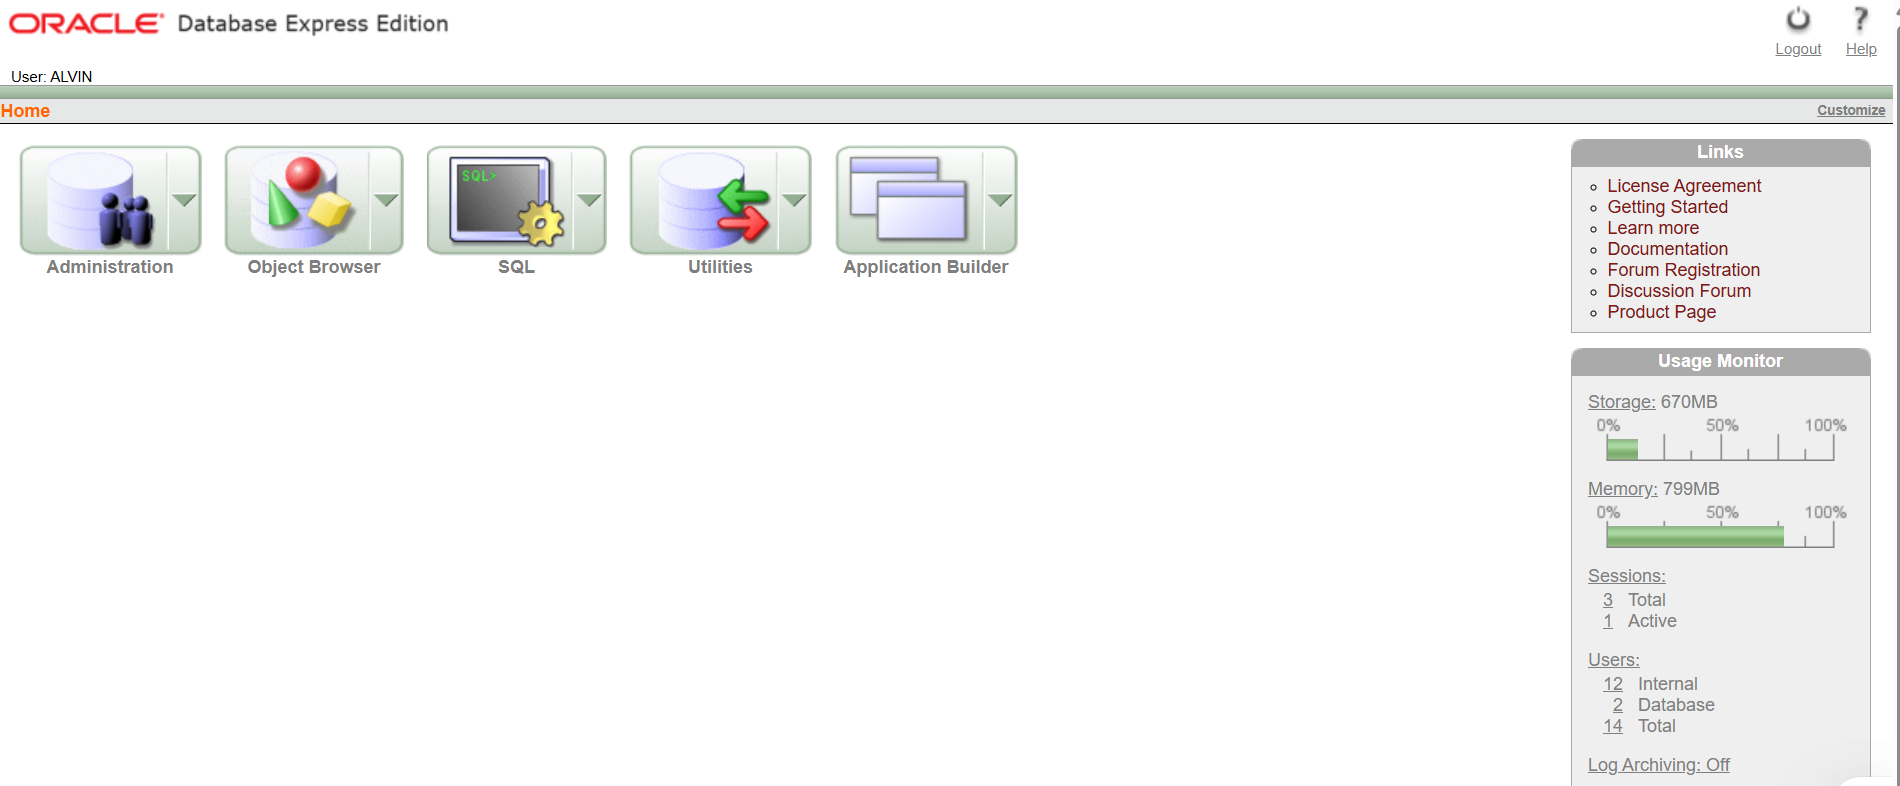 ORACLE Database Express Edition
Logout Help
User: ALVIN
Home
Customize
SQL>
Administration
Object Browser
SQL
Utilities
Application Builder
Links
License Agreement
Getting Started
Learn more
Documentation
Forum Registration
Discussion Forum
Product Page
Usage Monitor
Storage: 670MB
0% 50% 100%
Memory: 799MB
0% 50% 100%
Sessions:
3 Total
1 Active
Users:
12 Internal
2 Database
14 Total
Log Archiving: Off